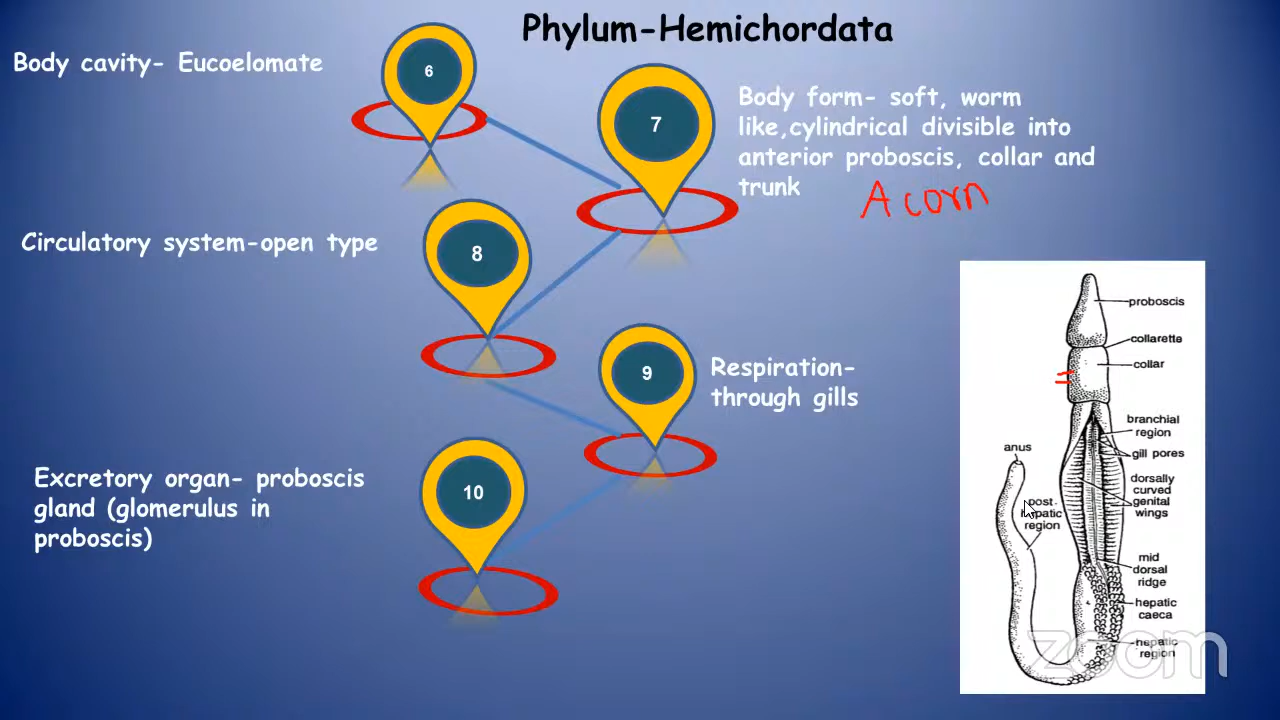 Phylum-Hemichordata
Body cavity- Eucoelomate
6
7
Body form- soft, worm
like,cylindrical divisible into
anterior proboscis, collar and
trunk
Acorn
Circulatory system-open type
8
9
Respiration-
through gills
Excretory organ- proboscis
gland (glomerulus in
proboscis)
10
proboscis
collarette
collar
branchial
region
gill pores
anus
dorsally
curved
genital
wings
post
hepatic
region
mid
dorsal
ridge
hepatic
caeca
hepatic
region
zoom